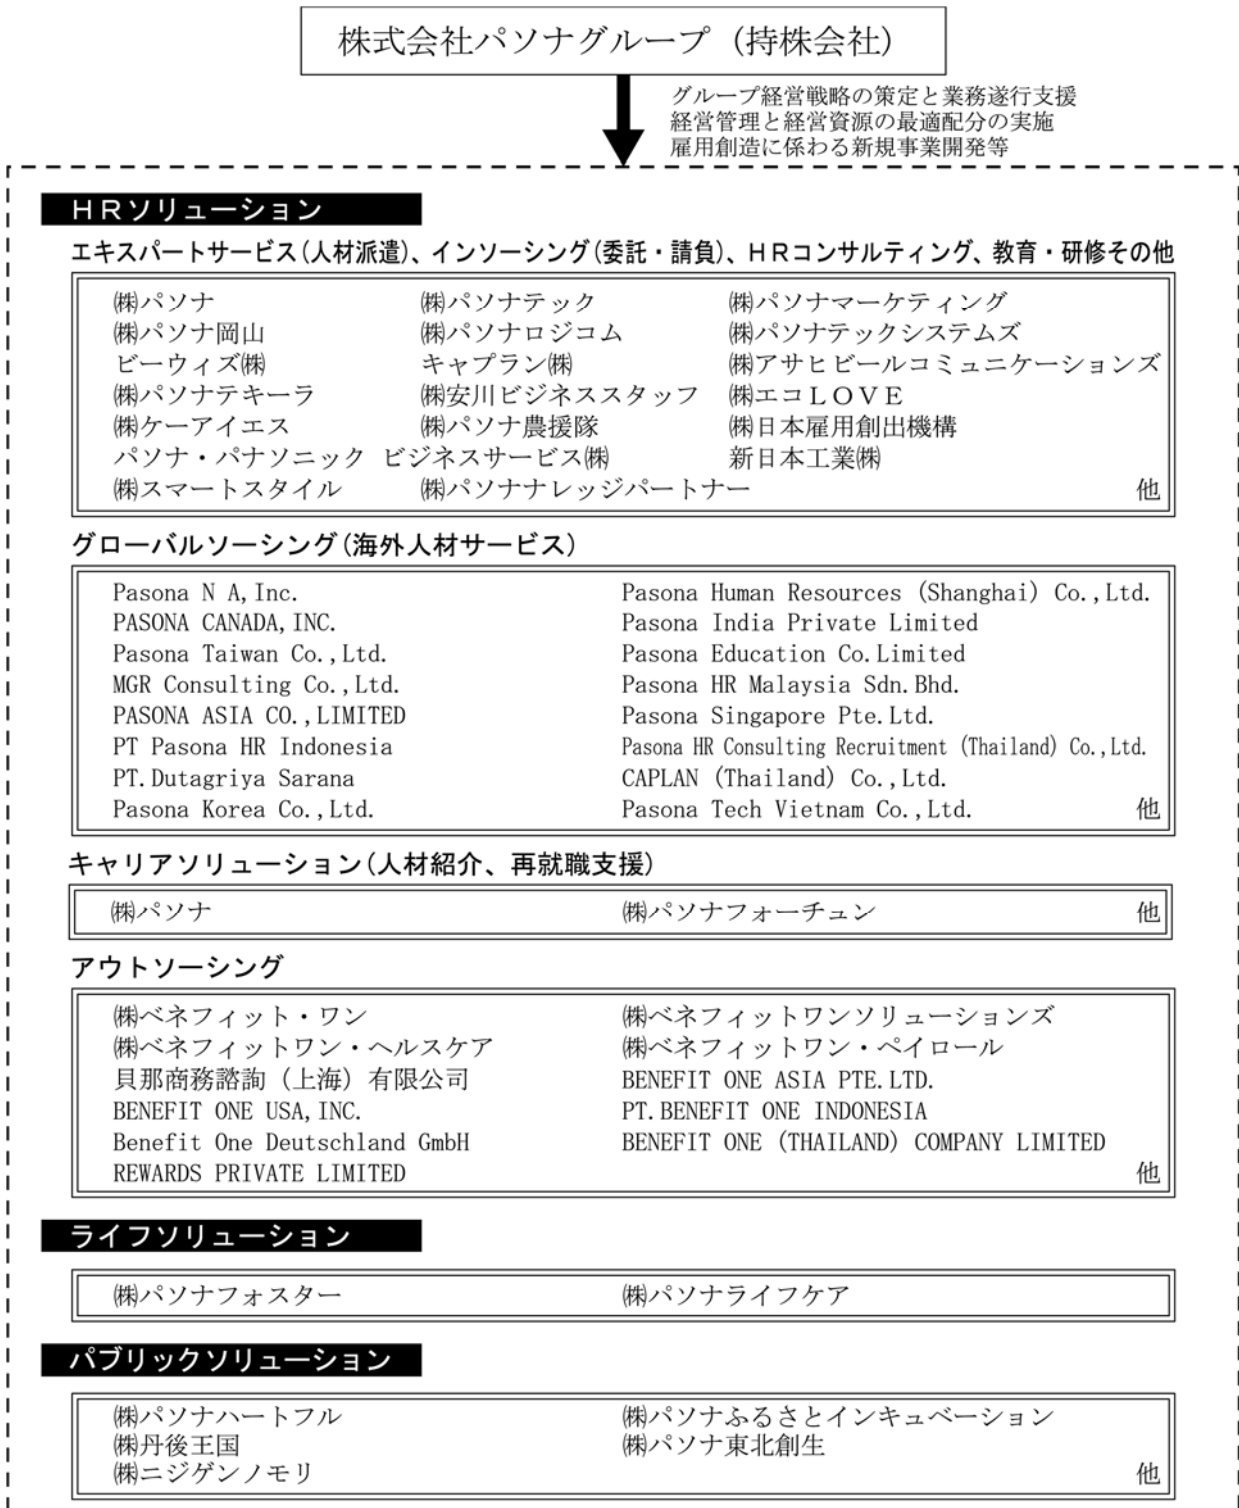 株式会社パソナグループ（持株会社）
グループ経営戦略の策定と業務遂行支援
経営管理と経営資源の最適配分の実施
雇用創造に係わる新規事業開発等
ＨＲソリューション
エキスパートサービス(人材派遣)、インソーシング(委託・請負)、ＨＲコンサルティング、教育・研修その他
㈱パソナ ㈱パソナテック ㈱パソナマーケティング
㈱パソナ岡山 ㈱パソナロジコム ㈱パソナテックシステムズ
ビーウィズ㈱ キャプラン㈱ ㈱アサヒビールコミュニケーションズ
㈱パソナテキーラ ㈱安川ビジネススタッフ ㈱エコＬＯＶＥ
㈱ケーアイエス ㈱パソナ農援隊 ㈱日本雇用創出機構
パソナ・パナソニック ビジネスサービス㈱ 新日本工業㈱
㈱スマートスタイル ㈱パソナナレッジパートナー 他
グローバルソーシング(海外人材サービス)
Pasona N A,Inc. Pasona Human Resources (Shanghai) Co.,Ltd.
PASONA CANADA,INC. Pasona India Private Limited
Pasona Taiwan Co.,Ltd. Pasona Education Co.Limited
MGR Consulting Co.,Ltd. Pasona HR Malaysia Sdn.Bhd.
PASONA ASIA CO.,LIMITED Pasona Singapore Pte.Ltd.
PT Pasona HR Indonesia Pasona HR Consulting Recruitment (Thailand) Co.,Ltd.
PT.Dutagriya Sarana CAPLAN (Thailand) Co.,Ltd.
Pasona Korea Co.,Ltd. Pasona Tech Vietnam Co.,Ltd. 他
キャリアソリューション(人材紹介、再就職支援)
㈱パソナ ㈱パソナフォーチュン 他
アウトソーシング
㈱ベネフィット・ワン ㈱ベネフィットワンソリューションズ
㈱ベネフィットワン・ヘルスケア ㈱ベネフィットワン・ペイロール
貝那商務諮詢（上海）有限公司 BENEFIT ONE ASIA PTE.LTD.
BENEFIT ONE USA,INC. PT.BENEFIT ONE INDONESIA
Benefit One Deutschland GmbH BENEFIT ONE (THAILAND) COMPANY LIMITED
REWARDS PRIVATE LIMITED 他
ライフソリューション
㈱パソナフォスター ㈱パソナライフケア
パブリックソリューション
㈱パソナハートフル ㈱パソナふるさとインキュベーション
㈱丹後王国 ㈱パソナ東北創生
㈱ニジゲンノモリ 他